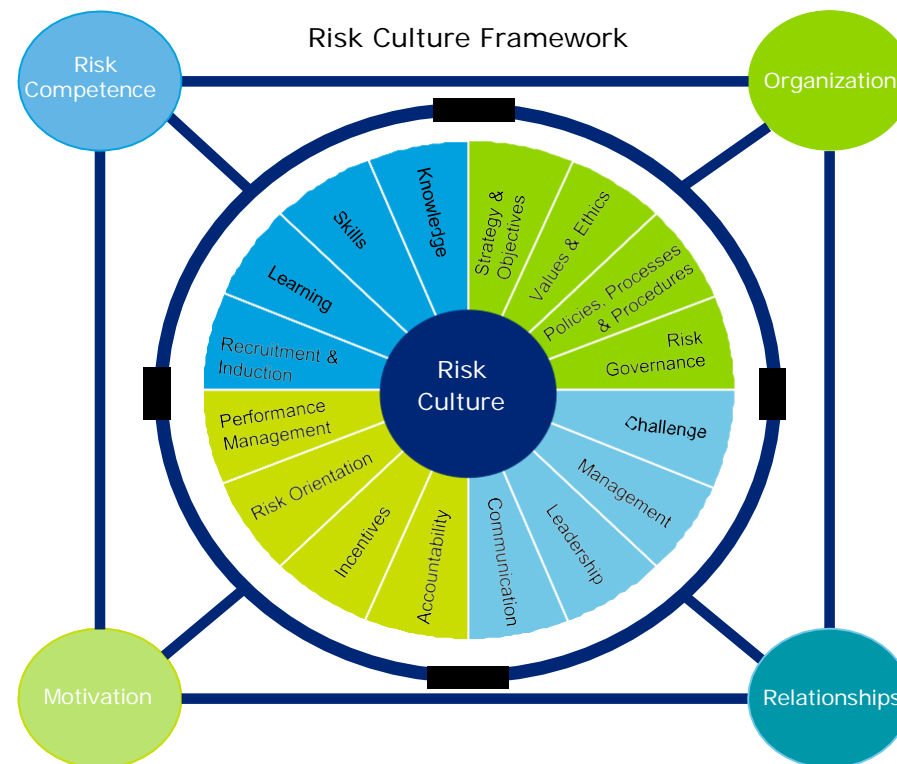 Risk Culture Framework
Risk
Competence
Organization
Knowledge
Skills
Learning
Recruitment &
Induction
Strategy &
Objectives
Values & Ethics
Policies, Processes
& Procedures
Risk
Governance
Risk
Culture
Performance
Management
Risk Orientation
Incentives
Accountability
Challenge
Management
Leadership
Communication
Motivation
Relationships